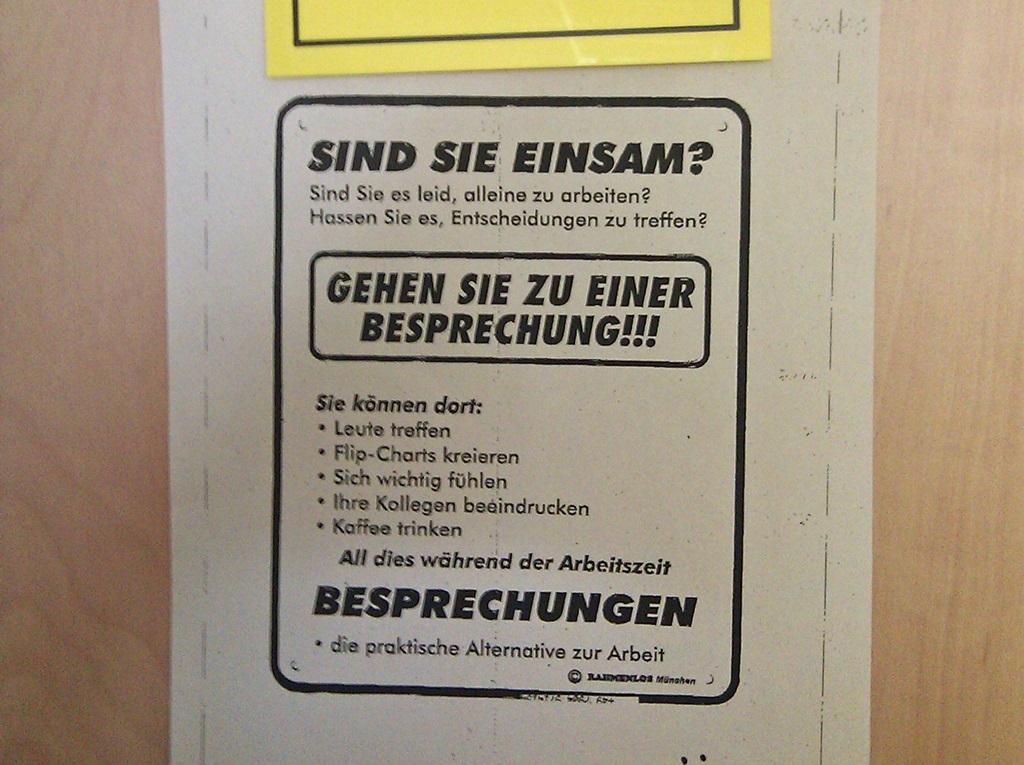 SIND SIE EINSAM?
Sind Sie es leid, alleine zu arbeiten?
Hassen Sie es, Entscheidungen zu treffen?
GEHEN SIE ZU EINER
BESPRECHUNG!!!
Sie können dort:
• Leute treffen
• Flip-Charts kreieren
• Sich wichtig fühlen
• Ihre Kollegen beeindrucken
• Kaffee trinken
All dies während der Arbeitszeit
BESPRECHUNGEN
• die praktische Alternative zur Arbeit
© RAHMENLOS München